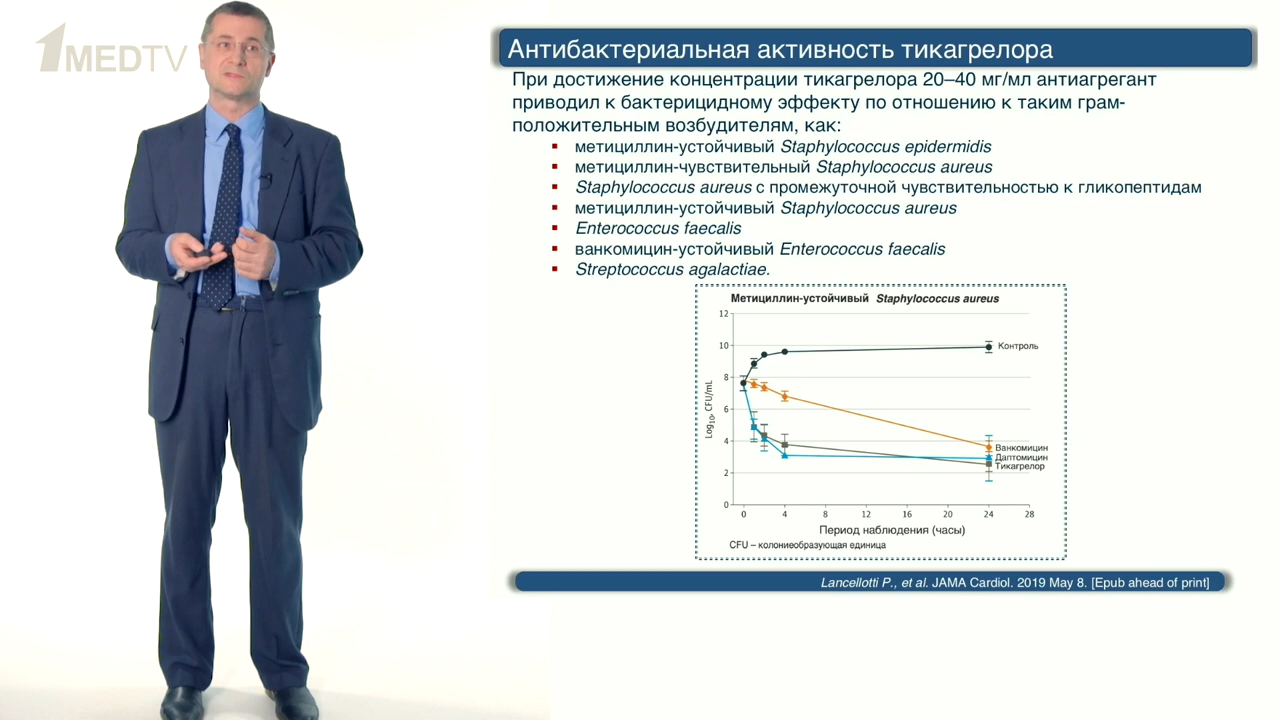 1MEDTV
Антибактериальная активность тикагрелора
При достижение концентрации тикагрелора 20–40 мг/мл антиагрегант
приводил к бактерицидному эффекту по отношению к таким грам-
положительным возбудителям, как:
метициллин-устойчивый Staphylococcus epidermidis
метициллин-чувствительный Staphylococcus aureus
Staphylococcus aureus с промежуточной чувствительностью к гликопептидам
метициллин-устойчивый Staphylococcus aureus
Enterococcus faecalis
ванкомицин-устойчивый Enterococcus faecalis
Streptococcus agalactiae.
Метициллин-устойчивый Staphylococcus aureus
12
10
8
6
4
2
0
Log10, CFU/mL
Контроль
Ванкомицин
Даптомицин
Тикагрелор
0 4 8 12 16 20 24 28
Период наблюдения (часы)
CFU – колониеобразующая единица
Lancellotti P., et al. JAMA Cardiol. 2019 May 8. [Epub ahead of print]